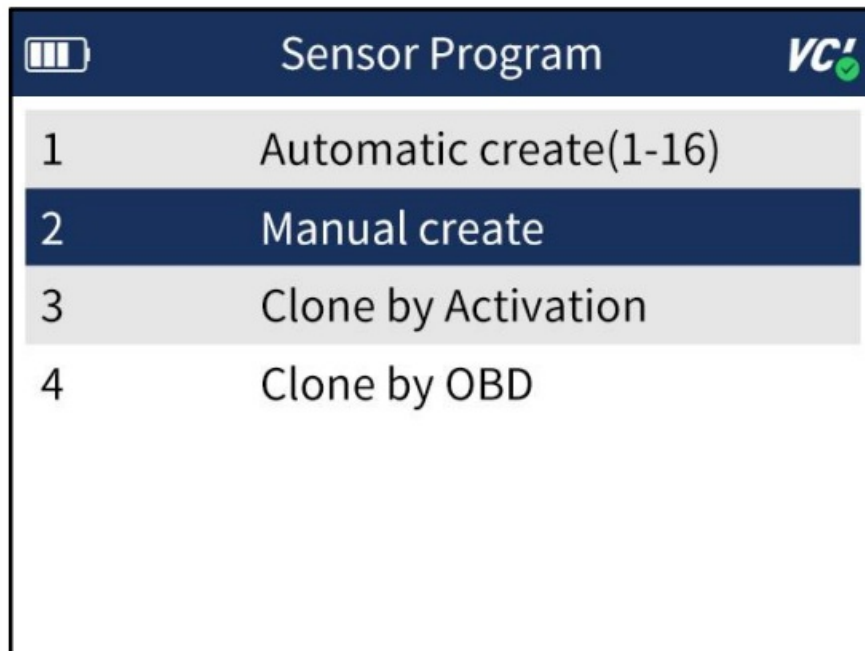 Sensor Program
VCI
1 Automatic create(1-16)
2 Manual create
3 Clone by Activation
4 Clone by OBD